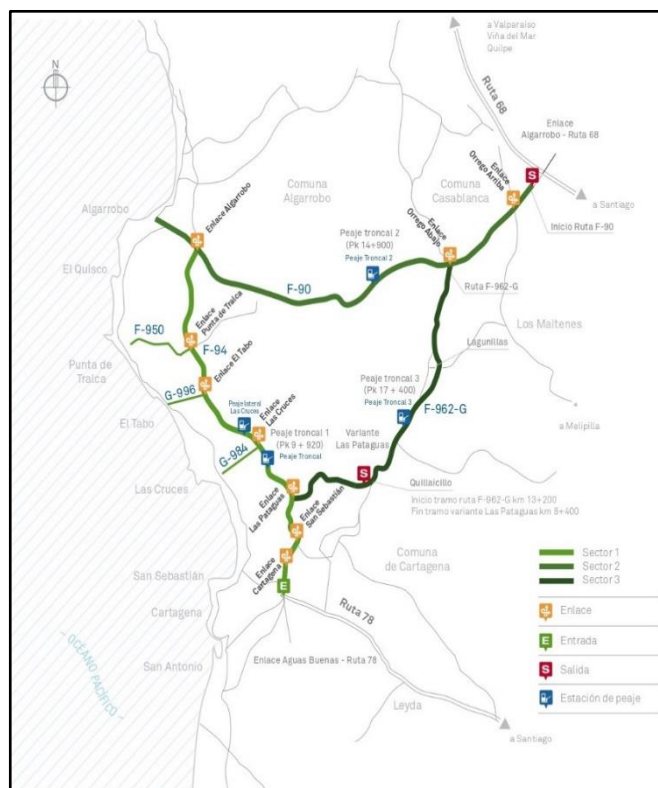 a Valparaiso
Viña del Mar
Quilpe
N
Ruta 68
Enlace
Algarrobo - Ruta 68
Enlace
Orrego Arriba
S
a Santiago
Comuna
Algarrobo
Comuna
Casablanca
Inicio Ruta F-90
Algarrobo
Enlace Algarrobo
Enlace
Orrego Abajo
Peaje troncal 2
(Pk 14+900)
Peaje Troncal 2
El Quisco
F-90
Ruta F-962-G
Enlace
Punta de Tralca
F-950
F-94
Los Maltenes
Punta de
Tralca
Enlace El Tabo
Lagunillas
G-996
Peaje troncal 3
(Pk 17 + 400)
Peaje Troncal 3
F-962-G
El Tabo
Peaje lateral
Las Cruces
Enlace
Las Cruces
Peaje troncal 1
(Pk 9 + 920)
Peaje Troncal
Variante
Las Pataguas
a Melipilla
G-984
Las Cruces
Enlace
Las Pataguas
S
Quillaicillo
Inicio tramo ruta F-962-G km 13+200
Fin tramo variante Las Pataguas km 8+400
Enlace
San Sebastián
Comuna
de Cartagena
Enlace
Cartagena
San Sebastián
E
Cartagena
Ruta 78
San Antonio
Enlace Aguas Buenas - Ruta 78
OCÉANO PACÍFICO
Leyda
a Santiago
Sector 1
Sector 2
Sector 3
Enlace
E Entrada
S Salida
Estación de peaje